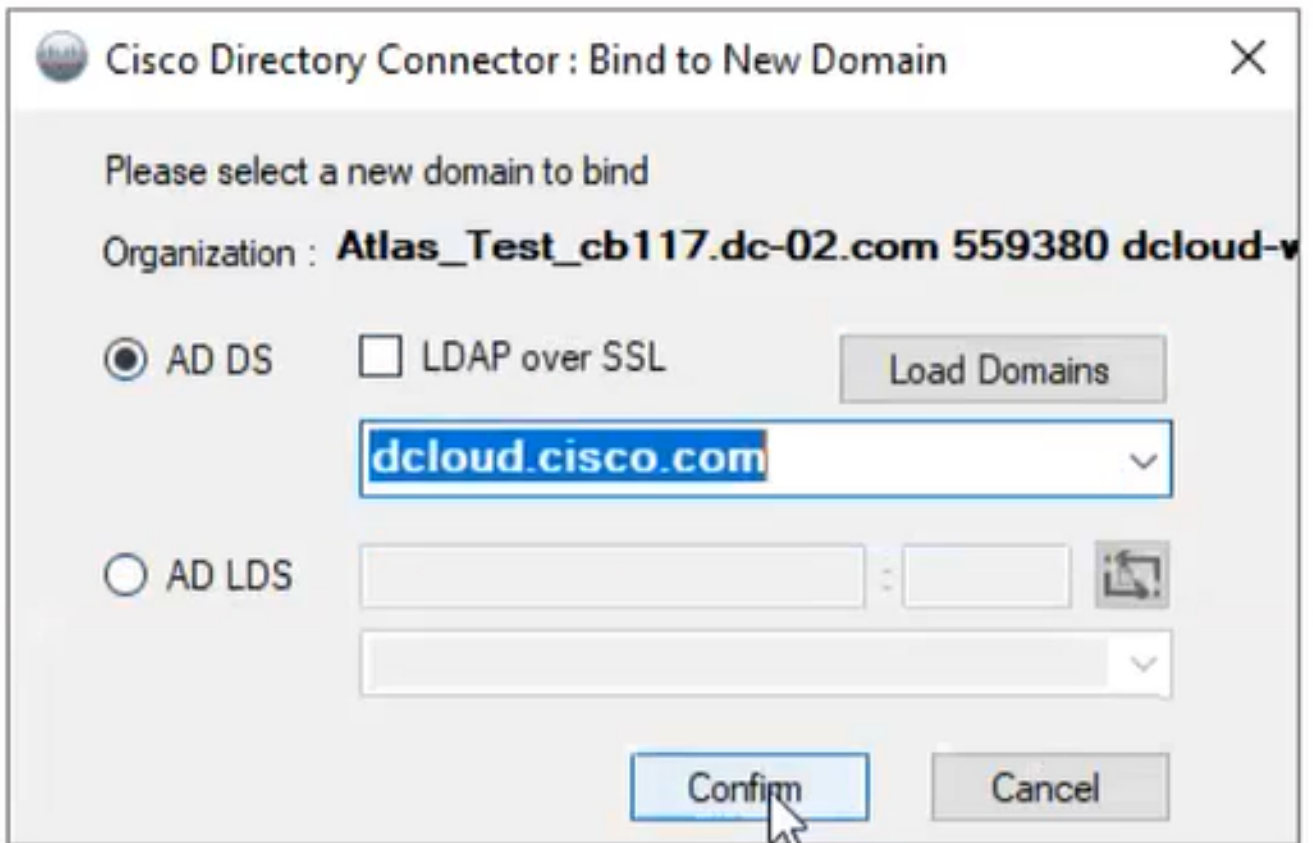 Cisco Directory Connector : Bind to New Domain
Please select a new domain to bind
Organization : Atlas_Test_cb117.dc-02.com 559380 dcloud-
AD DS LDAP over SSL Load Domains
dcloud.cisco.com
AD LDS :
Confirm Cancel